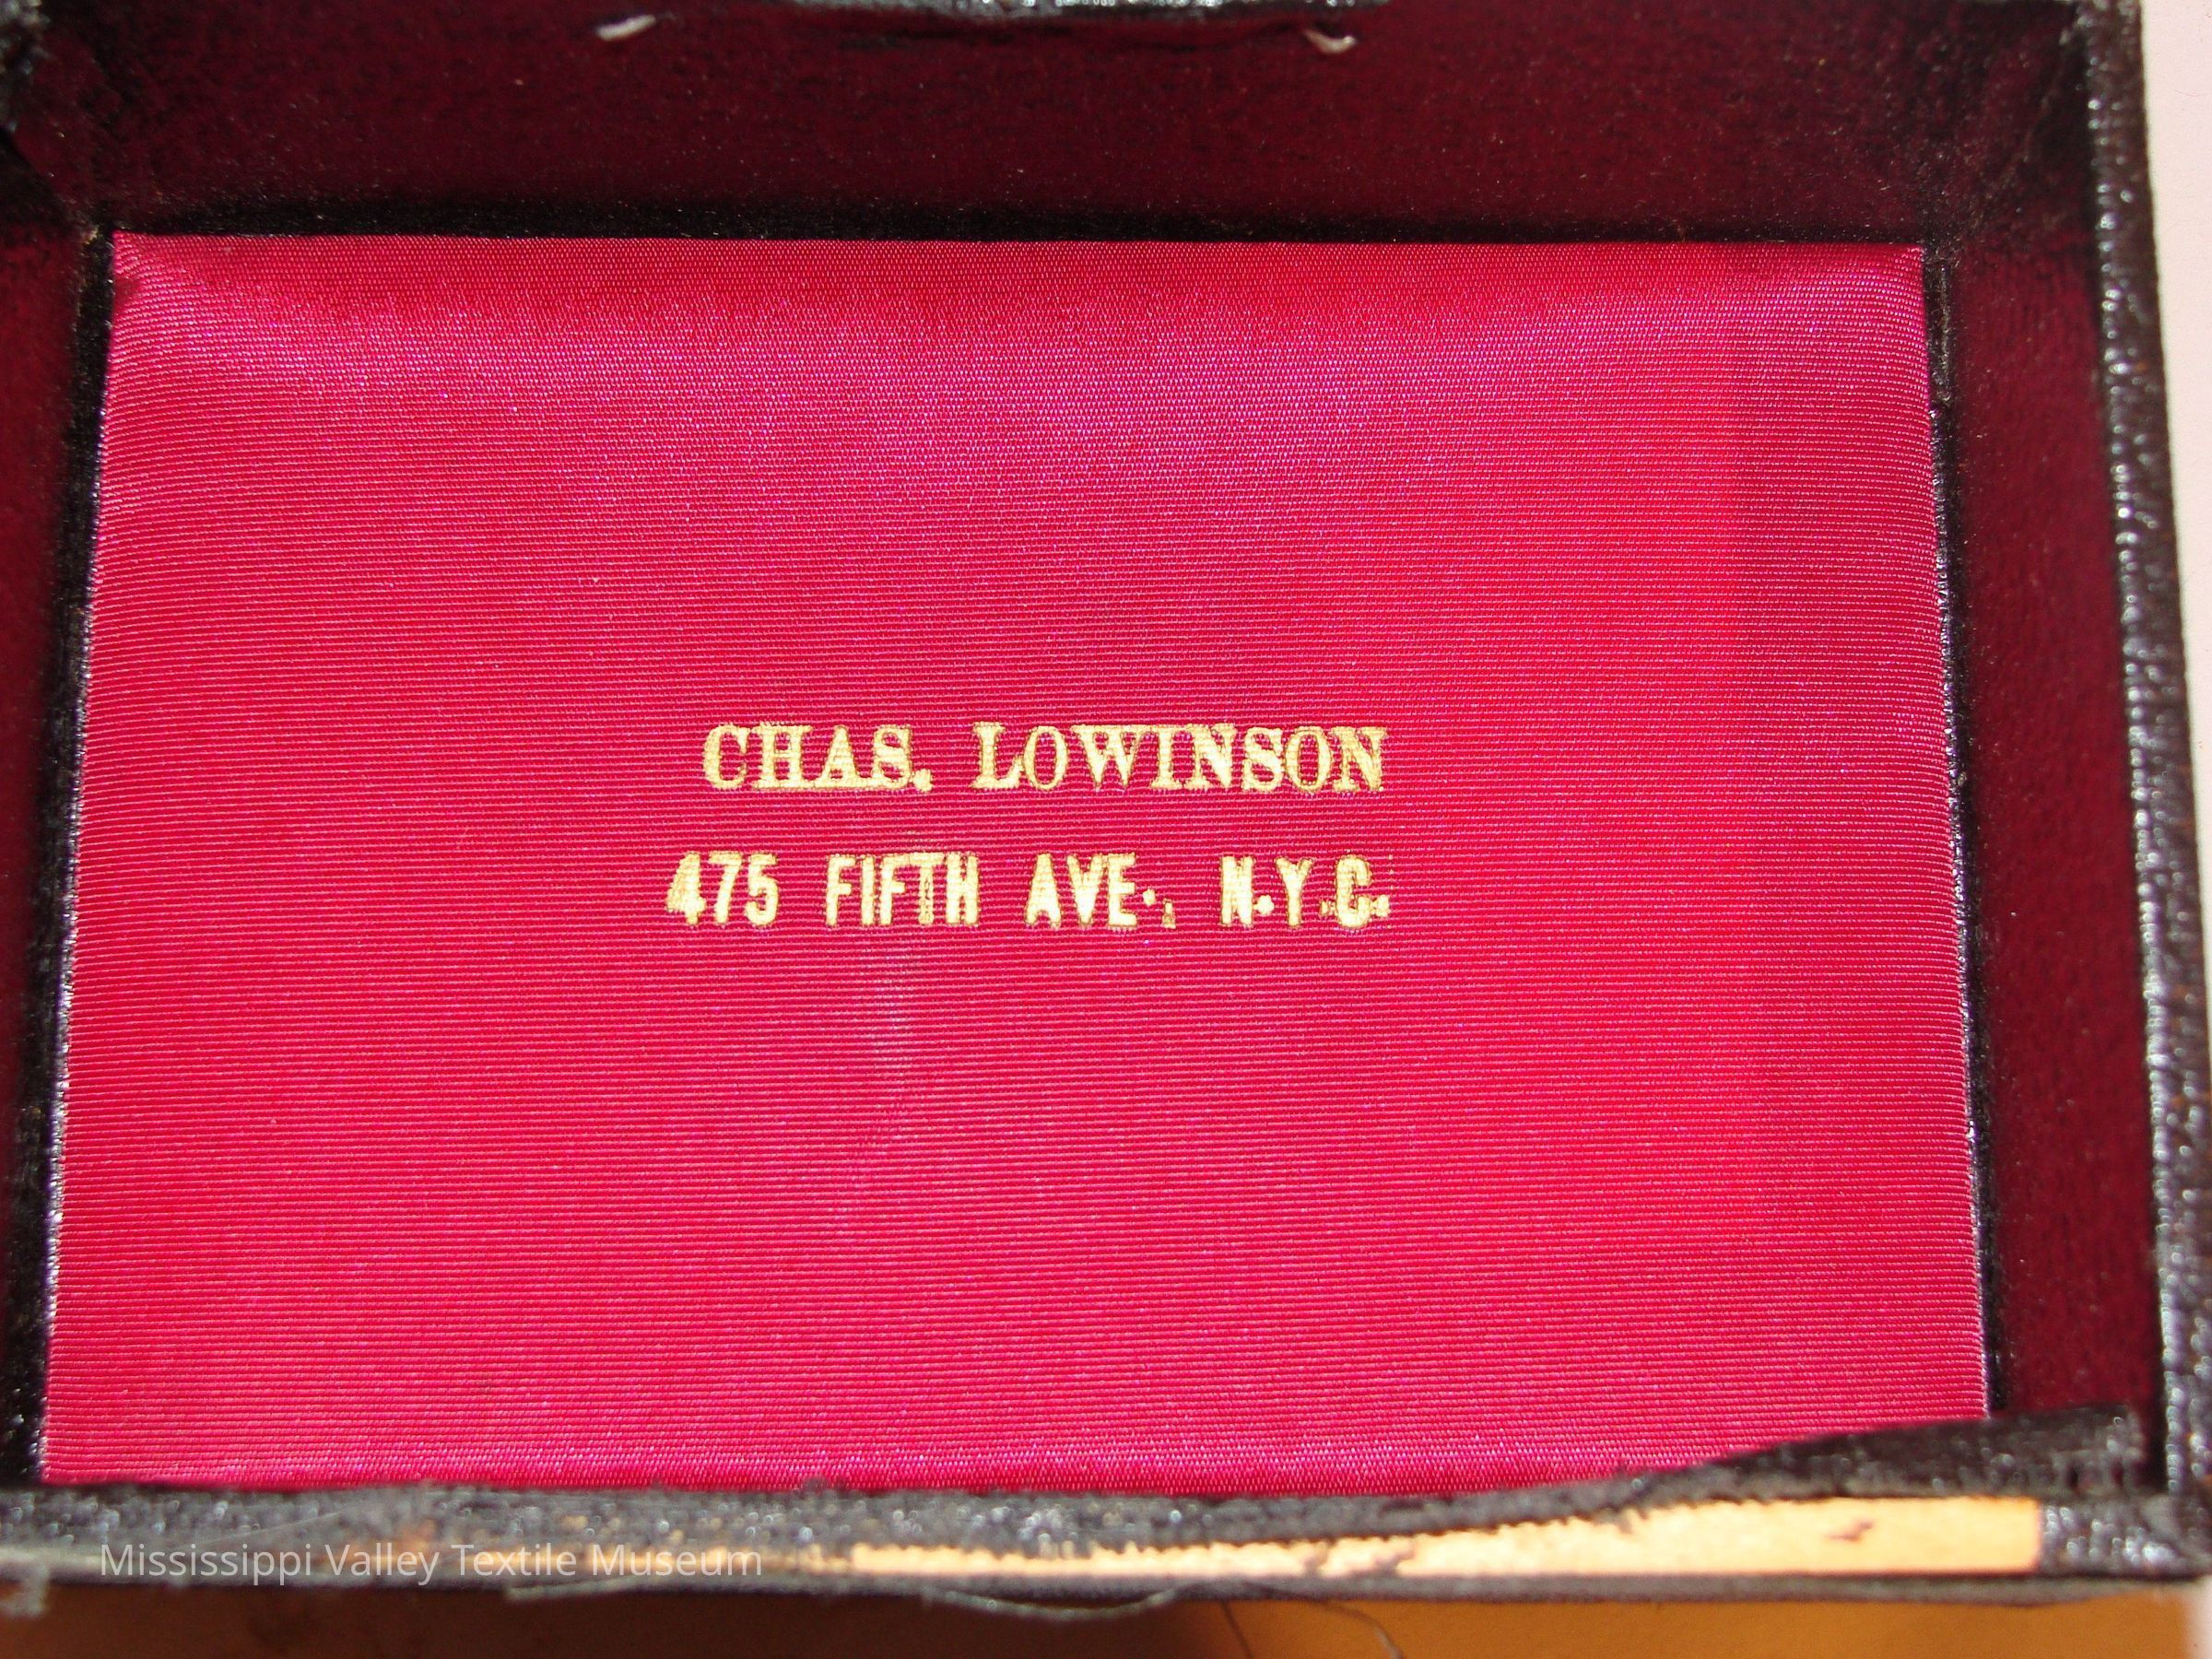 CHAS. LOWINSON
475 FIFTH AVE., N.Y.C.
Mississippi Valley Textile Museum